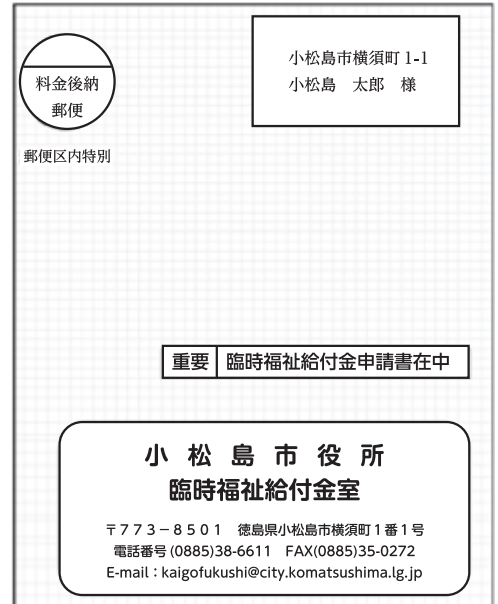 小松島市横須町 1-1
小松島　太郎　様
料金後納
郵便
郵便区内特別
重要 臨時福祉給付金申請書在中
小 松 島 市 役 所
臨時福祉給付金室
〒７７３－８５０１　徳島県小松島市横須町１番１号
電話番号 (0885)38-6611　FAX(0885)35-0272
E-mail：kaigofukushi@city.komatsushima.lg.jp